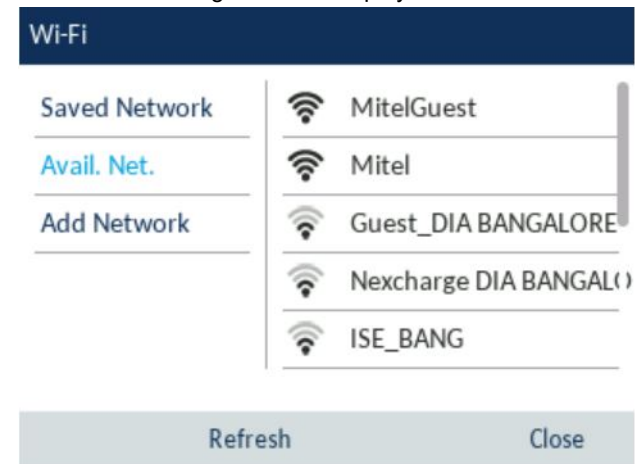 Wi-Fi
Saved Network
Avail. Net.
Add Network
MitelGuest
Mitel
Guest_DIA BANGALORE
Nexcharge DIA BANGAL
ISE_BANG
Refresh
Close